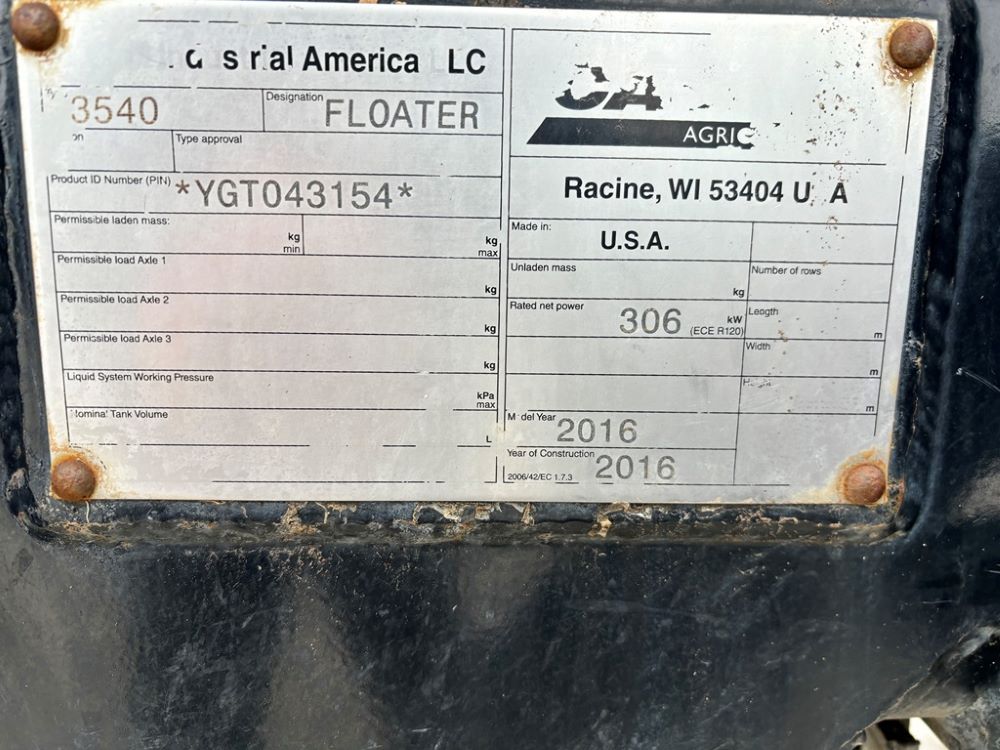 America LC
3540
Designation FLOATER
Type approval
Product ID Number (PIN) *YGT043154*
Permissible laden mass:
kg min
kg max
Permissible load Axle 1
kg
Permissible load Axle 2
kg
Permissible load Axle 3
kg
Liquid System Working Pressure
kPa max
Tank Volume
L
AGRIC
Racine, WI 53404 U. A
Made in: U.S.A.
Unladen mass
kg
Number of rows
Rated net power 306 kW (ECE R120)
Length
m
Width
m
m
Model Year 2016
Year of Construction 2016
2006/42/EC 1.7.3